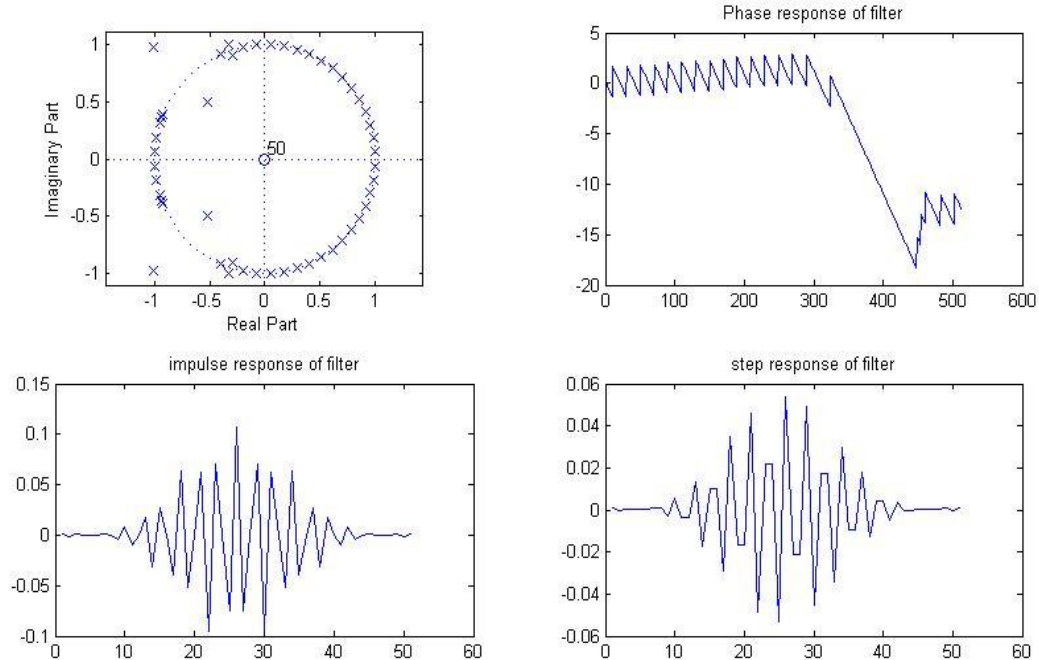 1
0.5
0
-0.5
-1
Imaginary Part
50
-1 -0.5 0 0.5 1
Real Part
Phase response of filter
5
0
-5
-10
-15
-20
0 100 200 300 400 500 600
impulse response of filter
0.15
0.1
0.05
0
-0.05
-0.1
0 10 20 30 40 50 60
step response of filter
0.06
0.04
0.02
0
-0.02
-0.04
-0.06
0 10 20 30 40 50 60